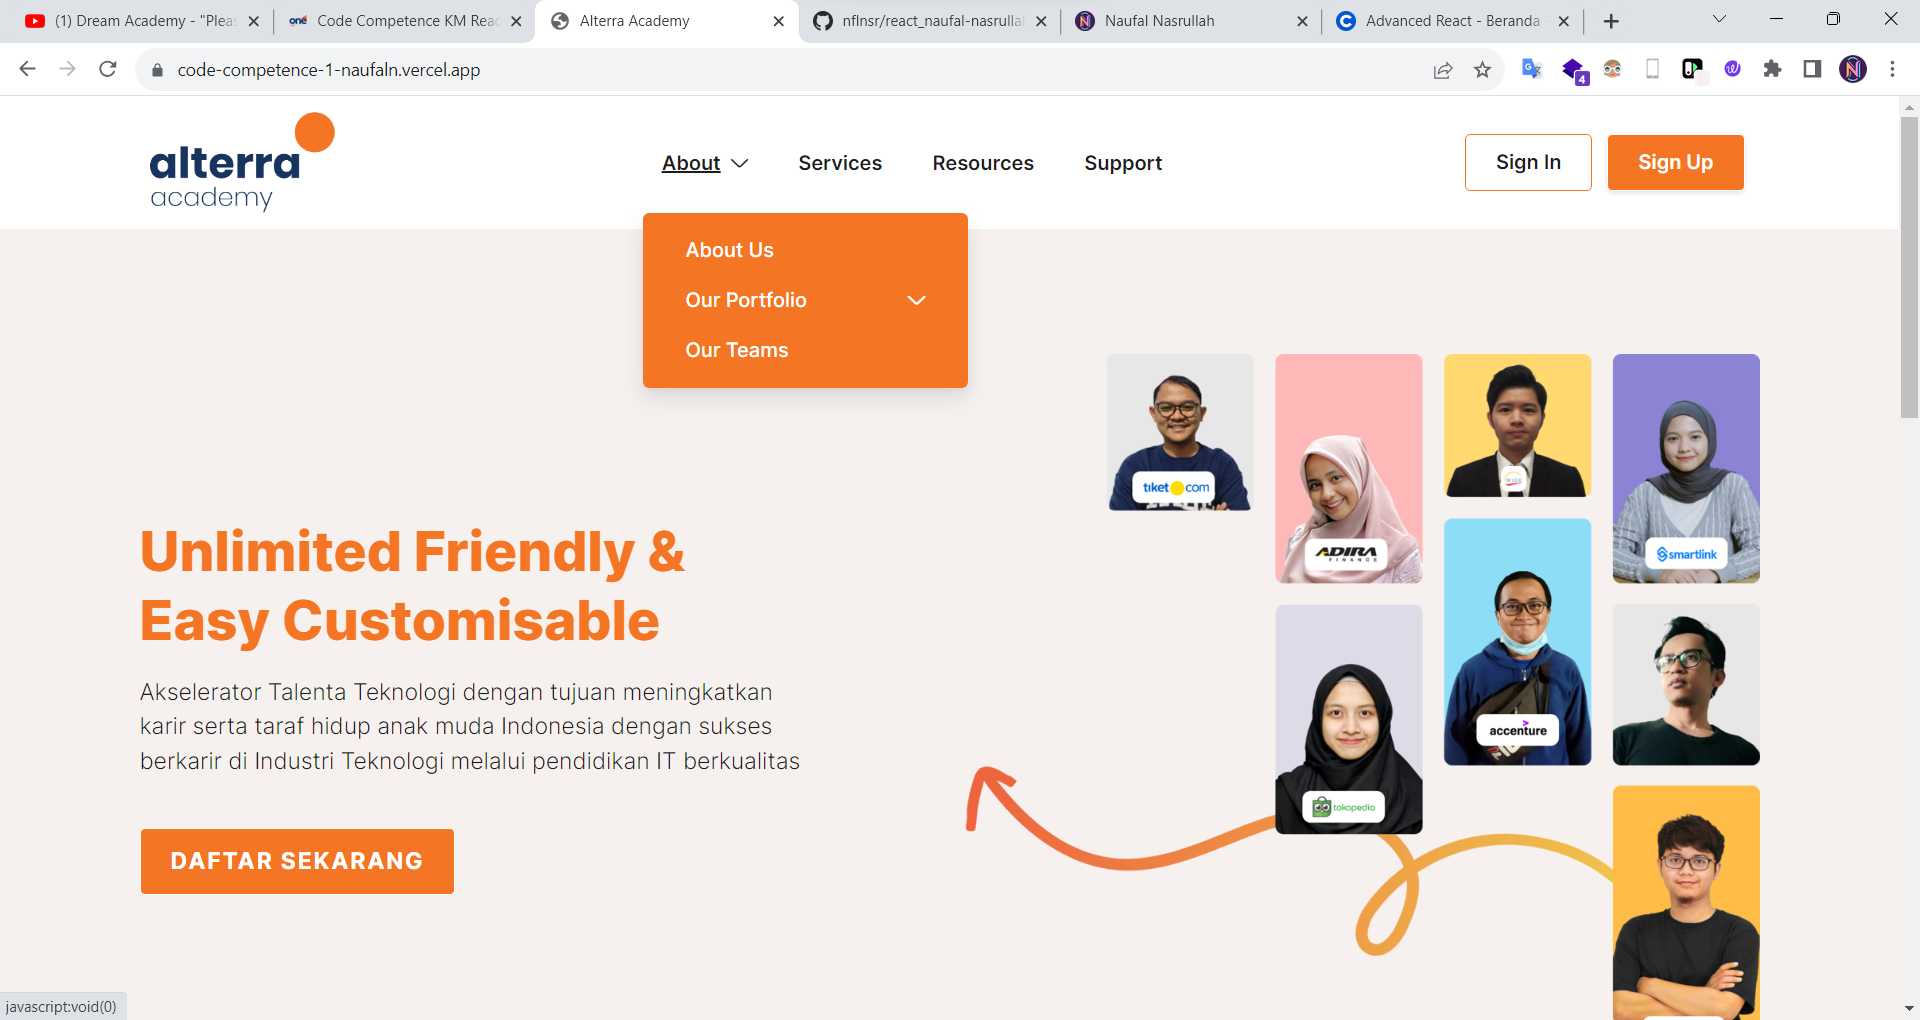 (1) Dream Academy - "Pleas
Code Competence KM Reac
Alterra Academy
nflnsr/react_naufal-nasrullah
Naufal Nasrullah
Advanced React - Beranda
code-competence-1-naufaln.vercel.app
4
alterra
academy
About
Services
Resources
Support
Sign In
Sign Up
About Us
Our Portfolio
Our Teams
tiket com
ADIRA
FINANCE
WIDE
smartlink
accenture
tokopedia
Unlimited Friendly &
Easy Customisable
Akselerator Talenta Teknologi dengan tujuan meningkatkan
karir serta taraf hidup anak muda Indonesia dengan sukses
berkarir di Industri Teknologi melalui pendidikan IT berkualitas
DAFTAR SEKARANG
javascript:void(0)